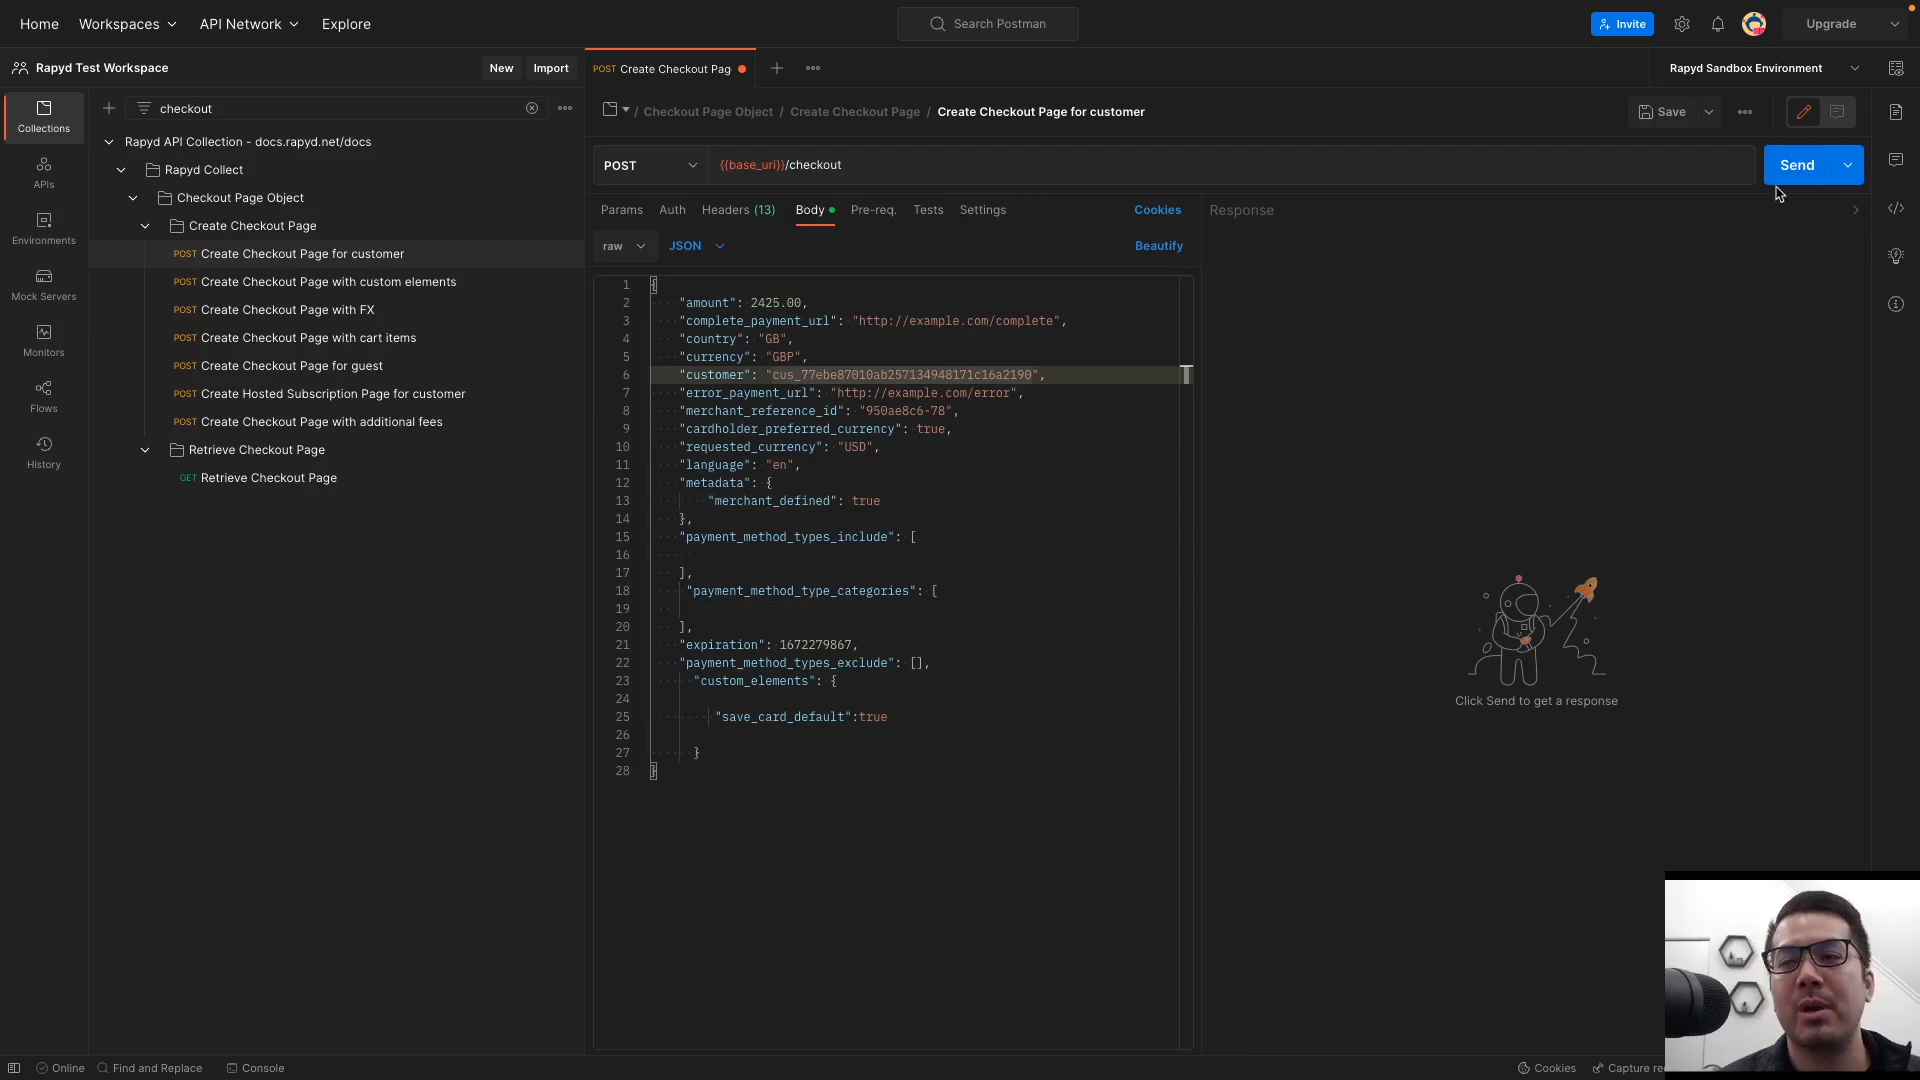 Home Workspaces API Network Explore
Search Postman
Invite
Upgrade
Rapyd Test Workspace
New Import
POST Create Checkout Pag
Rapyd Sandbox Environment
checkout
/ Checkout Page Object / Create Checkout Page / Create Checkout Page for customer
Save
Collections
APIs
Environments
Mock Servers
Monitors
Flows
History
Rapyd API Collection - docs.rapyd.net/docs
Rapyd Collect
Checkout Page Object
Create Checkout Page
POST Create Checkout Page for customer
POST Create Checkout Page with custom elements
POST Create Checkout Page with FX
POST Create Checkout Page with cart items
POST Create Checkout Page for guest
POST Create Hosted Subscription Page for customer
POST Create Checkout Page with additional fees
Retrieve Checkout Page
GET Retrieve Checkout Page
POST {{base_uri}}/checkout
Send
Params Auth Headers (13) Body Pre-req. Tests Settings
Cookies
Response
raw JSON
Beautify
1 {
2 "amount": 2425.00,
3 "complete_payment_url": "http://example.com/complete",
4 "country": "GB",
5 "currency": "GBP",
6 "customer": "cus_77ebe87010ab257134948171c16a2190",
7 "error_payment_url": "http://example.com/error",
8 "merchant_reference_id": "950ae8c6-78",
9 "cardholder_preferred_currency": true,
10 "requested_currency": "USD",
11 "language": "en",
12 "metadata": {
13 "merchant_defined": true
14 },
15 "payment_method_types_include": [
16
17 ],
18 "payment_method_type_categories": [
19
20 ],
21 "expiration": 1672279867,
22 "payment_method_types_exclude": [],
23 "custom_elements": {
24
25 "save_card_default":true
26
27 }
28 }
Click Send to get a response
Online Find and Replace Console
Cookies Capture re